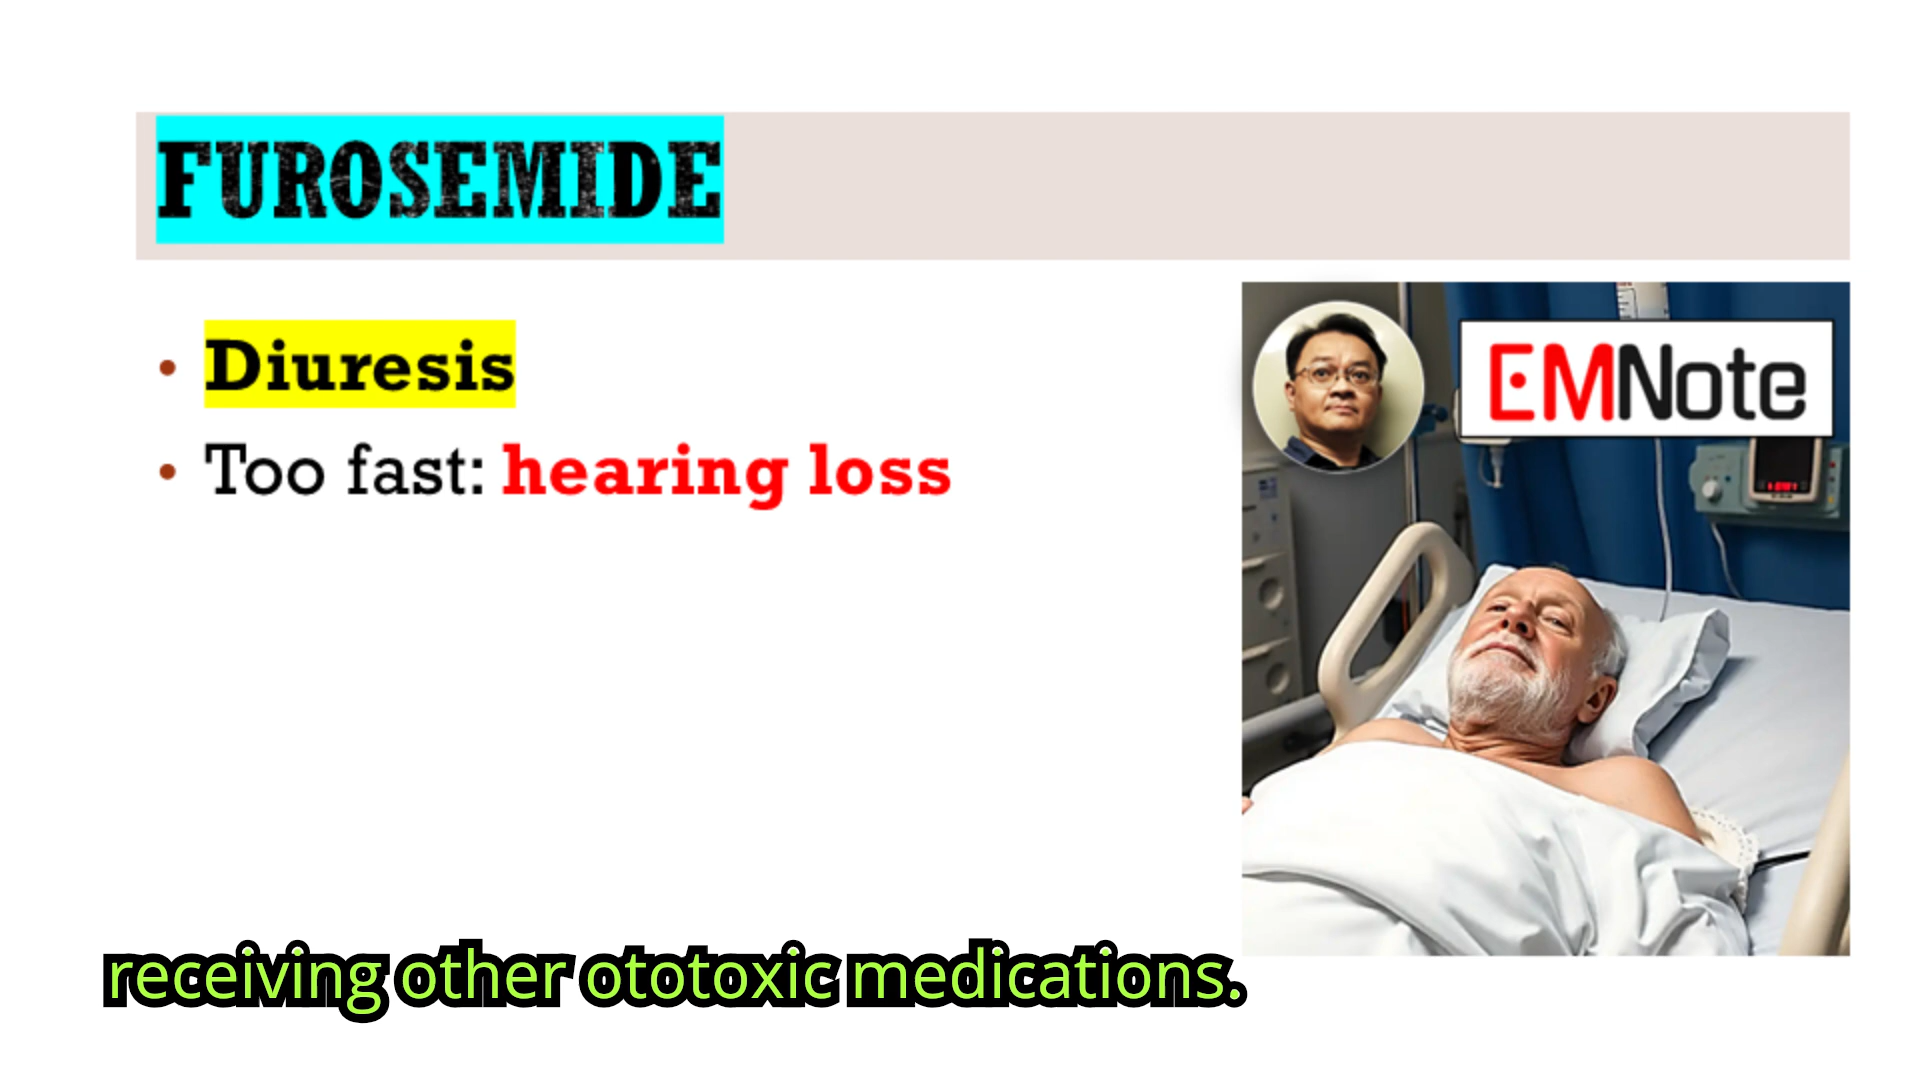 FUROSEMIDE
• Diuresis
• Too fast: hearing loss
EMNote
receiving other ototoxic medications.